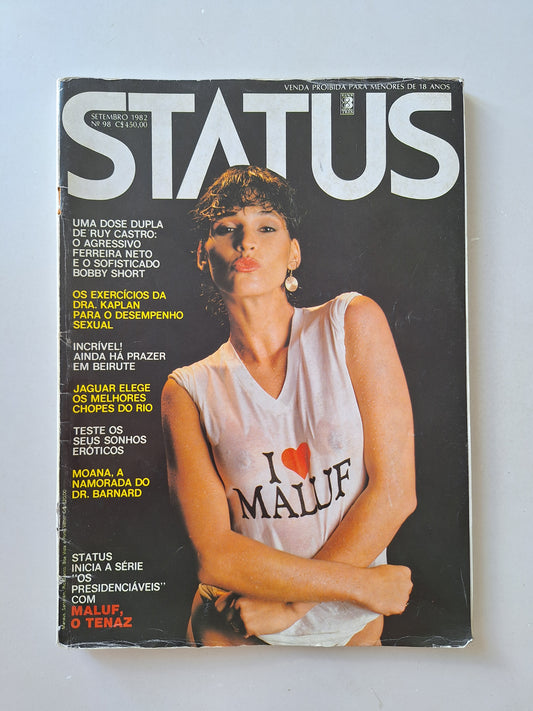 VENDA PROIBIDA PARA MENORES DE 18 ANOS
SETEMBRO 1982
Nº 98 C$ 450,00
3
TRÊS
STATUS
UMA DOSE DUPLA
DE RUY CASTRO:
O AGRESSIVO
FERREIRA NETO
E O SOFISTICADO
BOBBY SHORT
OS EXERCÍCIOS DA
DRA. KAPLAN
PARA O DESEMPENHO
SEXUAL
INCRÍVEL!
AINDA HÁ PRAZER
EM BEIRUTE
JAGUAR ELEGE
OS MELHORES
CHOPES DO RIO
TESTE OS
SEUS SONHOS
ERÓTICOS
MOANA, A
NAMORADA DO
DR. BARNARD
STATUS
INICIA A SÉRIE
"OS
PRESIDENCIÁVEIS"
COM
MALUF,
O TENAZ
I ♥
MALUF